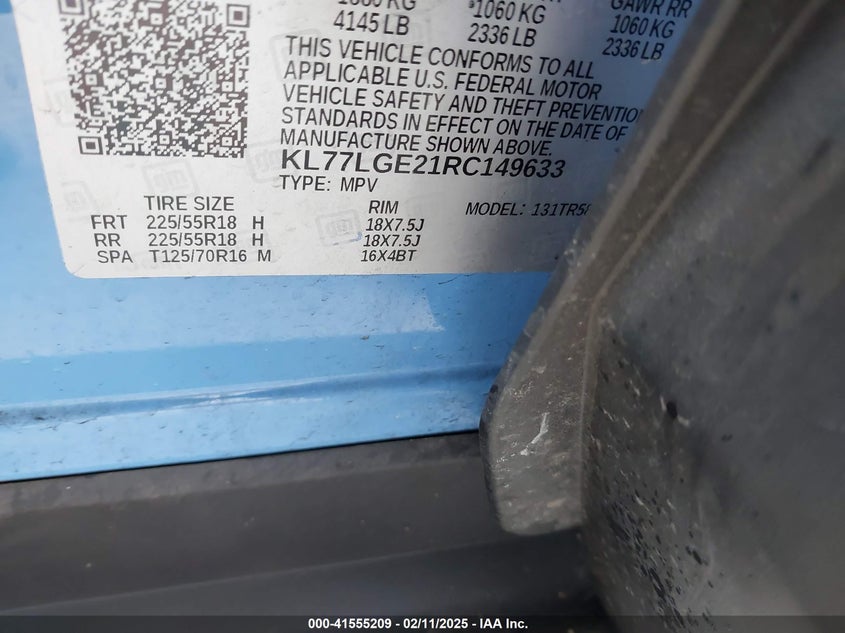 4145 LB 2336 LB 2336 LB
1060 KG 1060 KG
GAWR RR
THIS VEHICLE CONFORMS TO ALL
APPLICABLE U.S. FEDERAL MOTOR
VEHICLE SAFETY AND THEFT PREVENTION
STANDARDS IN EFFECT ON THE DATE OF
MANUFACTURE SHOWN ABOVE.
KL77LGE21RC149633
TYPE: MPV
TIRE SIZE RIM MODEL: 131TR58
FRT 225/55R18 H 18X7.5J
RR 225/55R18 H 18X7.5J
SPA T125/70R16 M 16X4BT
000-41555209 - 02/11/2025 - IAAI Inc.